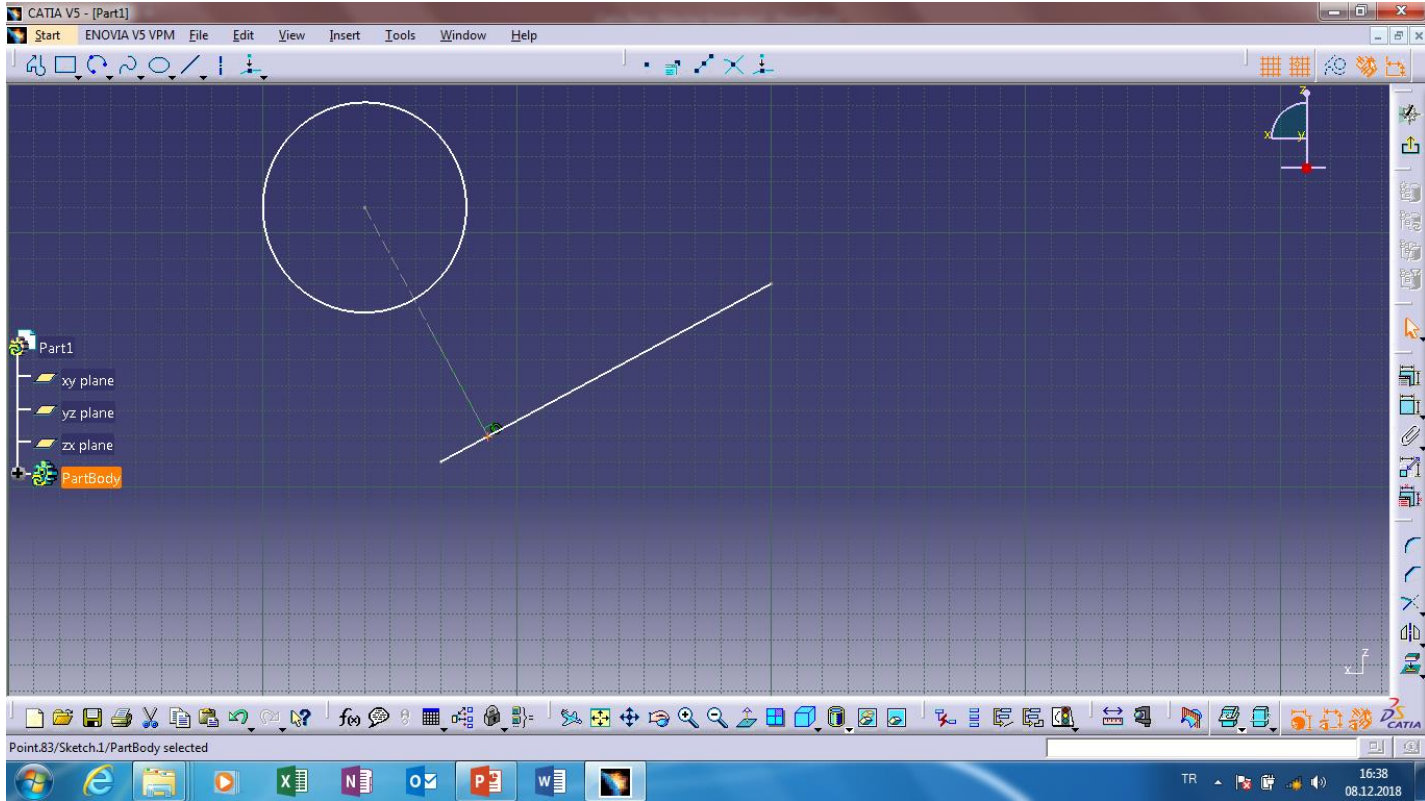 CATIA V5 - [Part1]
Start ENOVIA V5 VPM File Edit View Insert Tools Window Help
z
x y
Part1
xy plane
yz plane
zx plane
PartBody
z
x
f(x)
CATIA
Point.83/Sketch.1/PartBody selected
TR
16:38
08.12.2018